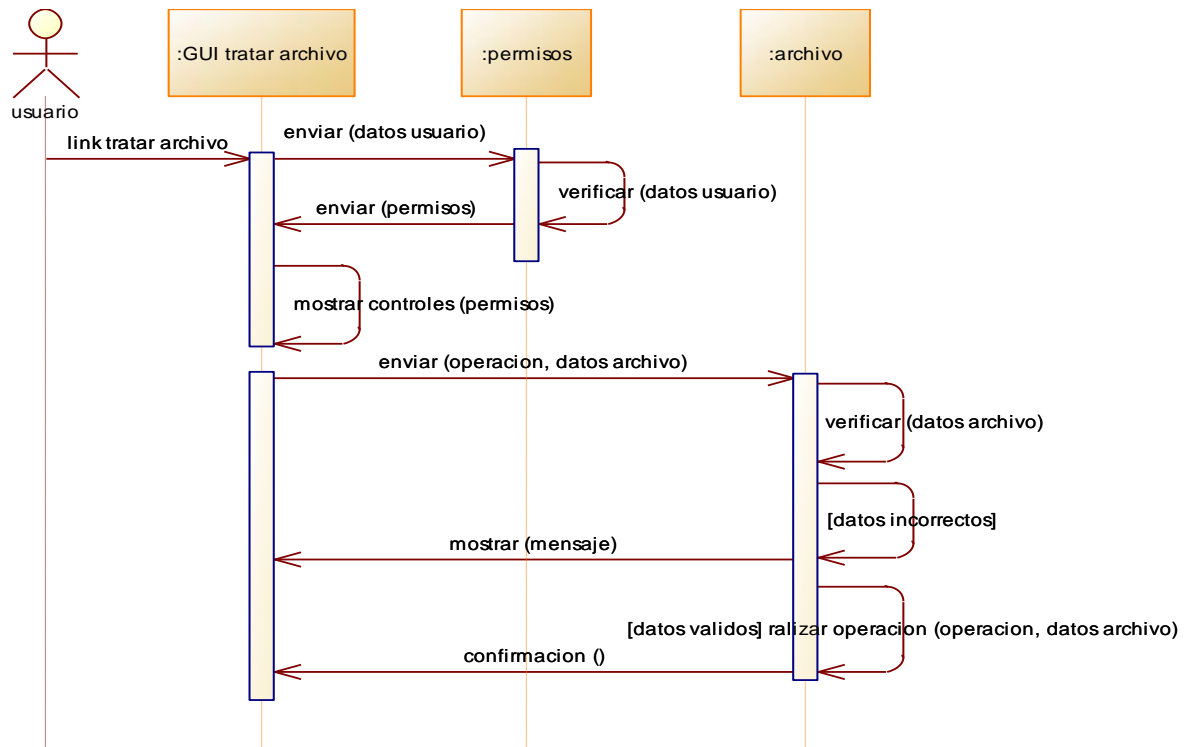 :GUI tratar archivo
:permisos
:archivo
usuario
link tratar archivo
enviar (datos usuario)
verificar (datos usuario)
enviar (permisos)
mostrar controles (permisos)
enviar (operacion, datos archivo)
verificar (datos archivo)
[datos incorrectos]
mostrar (mensaje)
[datos validos] ralizar operacion (operacion, datos archivo)
confirmacion ()